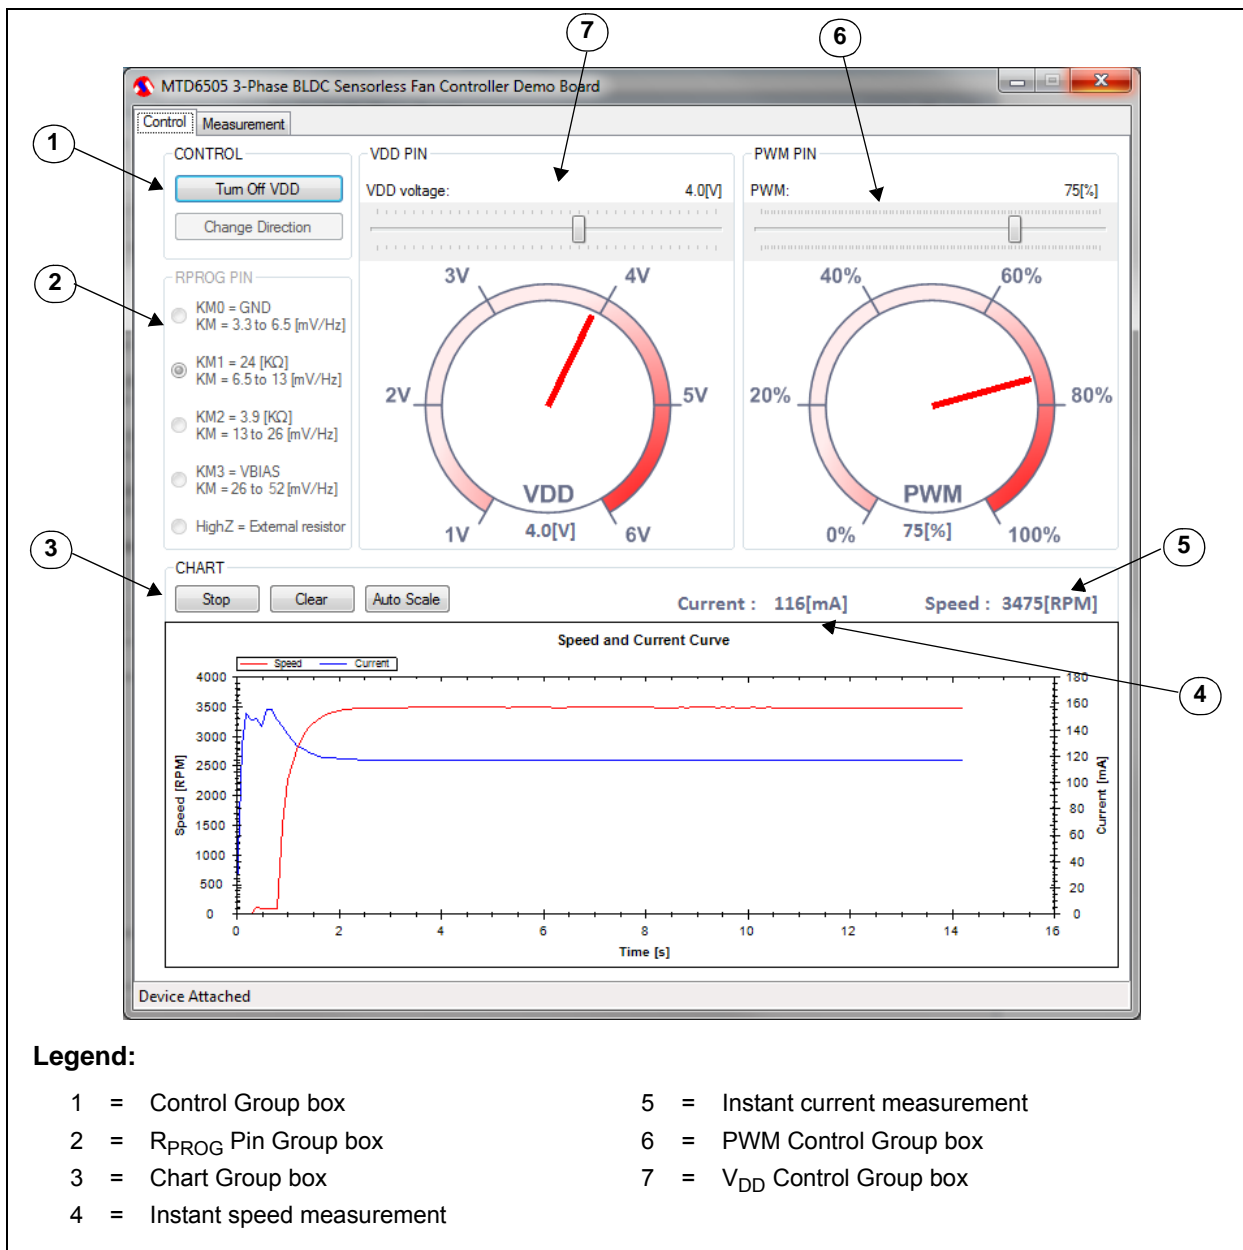 7
6
MTD6505 3-Phase BLDC Sensorless Fan Controller Demo Board
Control Measurement
1
CONTROL
Turn Off VDD
Change Direction
VDD PIN
VDD voltage: 4.0[V]
PWM PIN
PWM: 75[%]
2
RPROG PIN
KM0 = GND
KM = 3.3 to 6.5 [mV/Hz]
KM1 = 24 [KΩ]
KM = 6.5 to 13 [mV/Hz]
KM2 = 3.9 [KΩ]
KM = 13 to 26 [mV/Hz]
KM3 = VBIAS
KM = 26 to 52 [mV/Hz]
HighZ = External resistor
3V 4V
2V 5V
VDD
1V 4.0[V] 6V
40% 60%
20% 80%
PWM
0% 75[%] 100%
3
5
CHART
Stop Clear Auto Scale
Current : 116[mA] Speed : 3475[RPM]
4
Speed and Current Curve
Speed Current
4000 180
3500 160
3000 140
2500 120
2000 100
1500 80
1000 60
500 40
0 20
0
Speed [RPM]
Current [mA]
0 2 4 6 8 10 12 14 16
Time [s]
Device Attached
Legend:
1 = Control Group box
2 = RPROG Pin Group box
3 = Chart Group box
4 = Instant speed measurement
5 = Instant current measurement
6 = PWM Control Group box
7 = VDD Control Group box